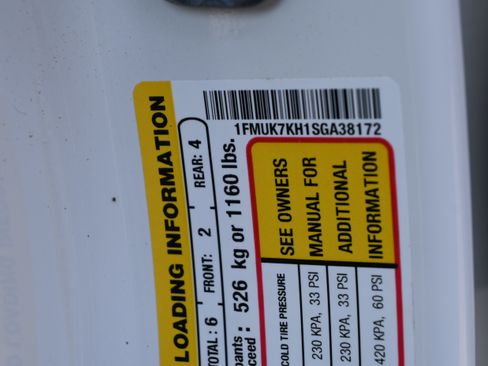 1FMUK7KH1SGA38172
LOADING INFORMATION
TOTAL : 6 FRONT: 2 REAR: 4
526 kg or 1160 lbs.
COLD TIRE PRESSURE
230 KPA, 33 PSI
230 KPA, 33 PSI
420 KPA, 60 PSI
SEE OWNERS
MANUAL FOR
ADDITIONAL
INFORMATION